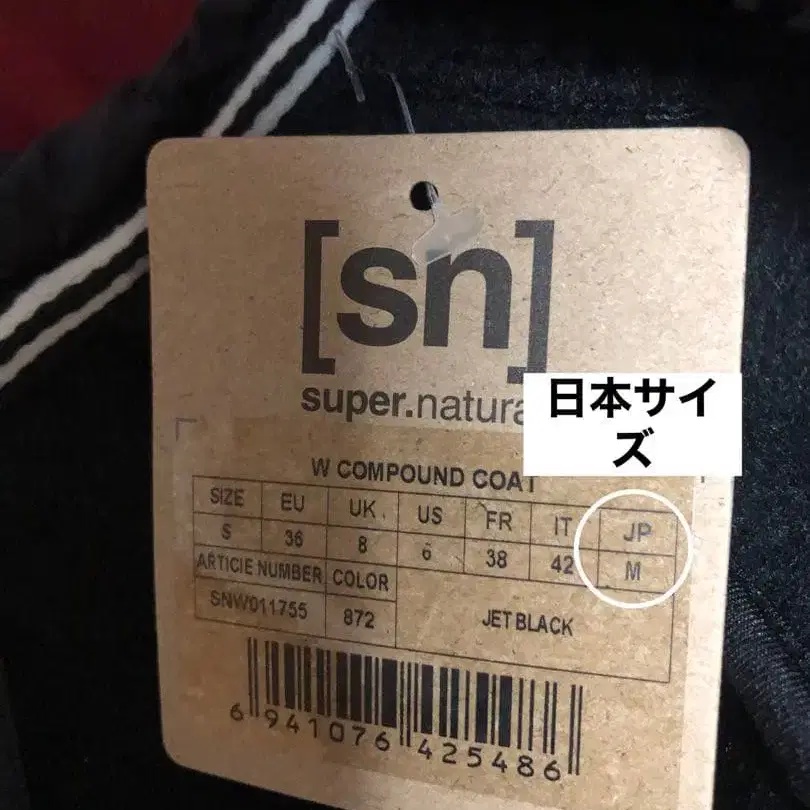 [sn]
super.natura
日本サイ
ズ
W COMPOUND COAT
SIZE EU UK US FR IT JP
S 36 8 6 38 42 M
ARTICIE NUMBER COLOR
SNW011755 872 JET BLACK
6 941076 425486